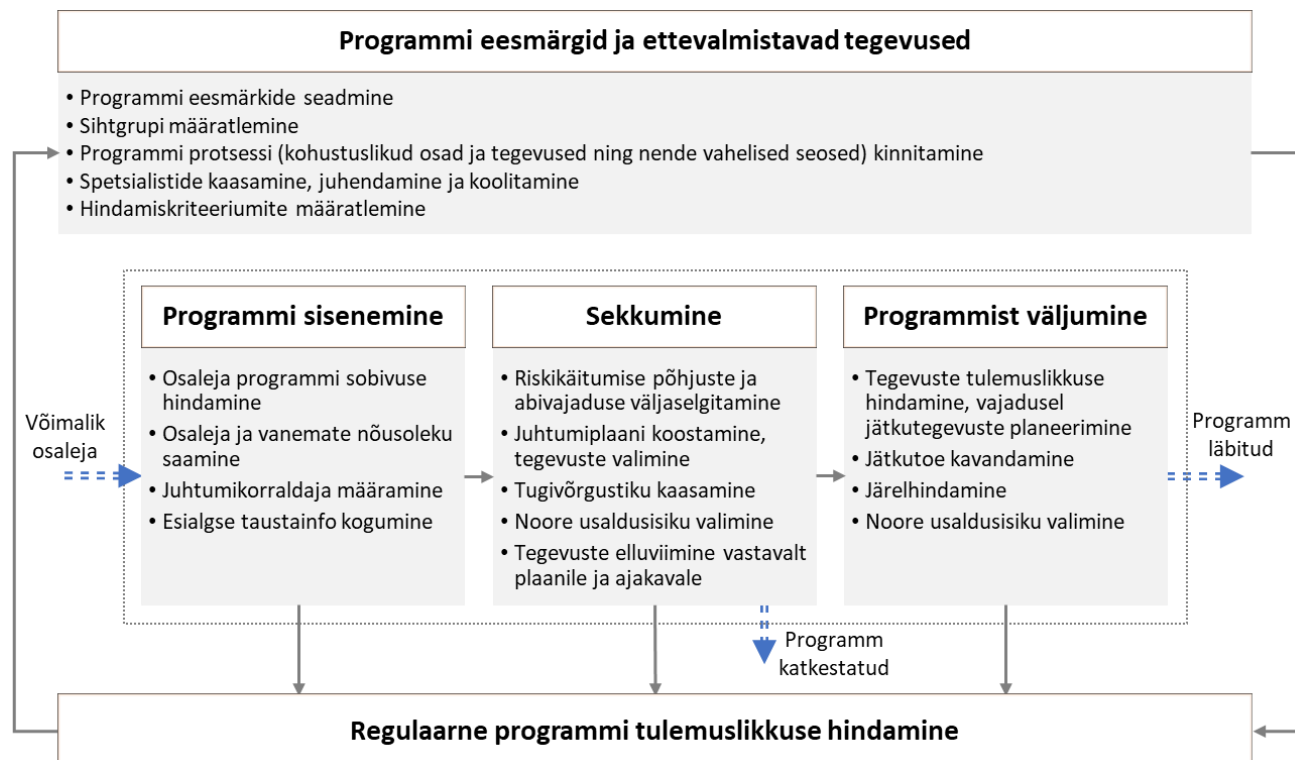 Programmi eesmärgid ja ettevalmistavad tegevused
• Programmi eesmärkide seadmine
• Sihtgrupi määratlemine
• Programmi protsessi (kohustuslikud osad ja tegevused ning nende vahelised seosed) kinnitamine
• Spetsialistide kaasamine, juhendamine ja koolitamine
• Hindamiskriteeriumite määratlemine
Võimalik
osaleja
Programmi sisenemine
• Osaleja programmi sobivuse
hindamine
• Osaleja ja vanemate nõusoleku
saamine
• Juhtumikorraldaja määramine
• Esialgse taustainfo kogumine
Sekkumine
• Riskikäitumise põhjuste ja
abivajaduse väljaselgitamine
• Juhtumiplaani koostamine,
tegevuste valimine
• Tugivõrgustiku kaasamine
• Noore usaldusisiku valimine
• Tegevuste elluviimine vastavalt
plaanile ja ajakavale
Programmist väljumine
• Tegevuste tulemuslikkuse
hindamine, vajadusel
jätkutegevuste planeerimine
• Jätkutoe kavandamine
• Järelhindamine
• Noore usaldusisiku valimine
Programm
läbitud
Programm
katkestatud
Regulaarne programmi tulemuslikkuse hindamine